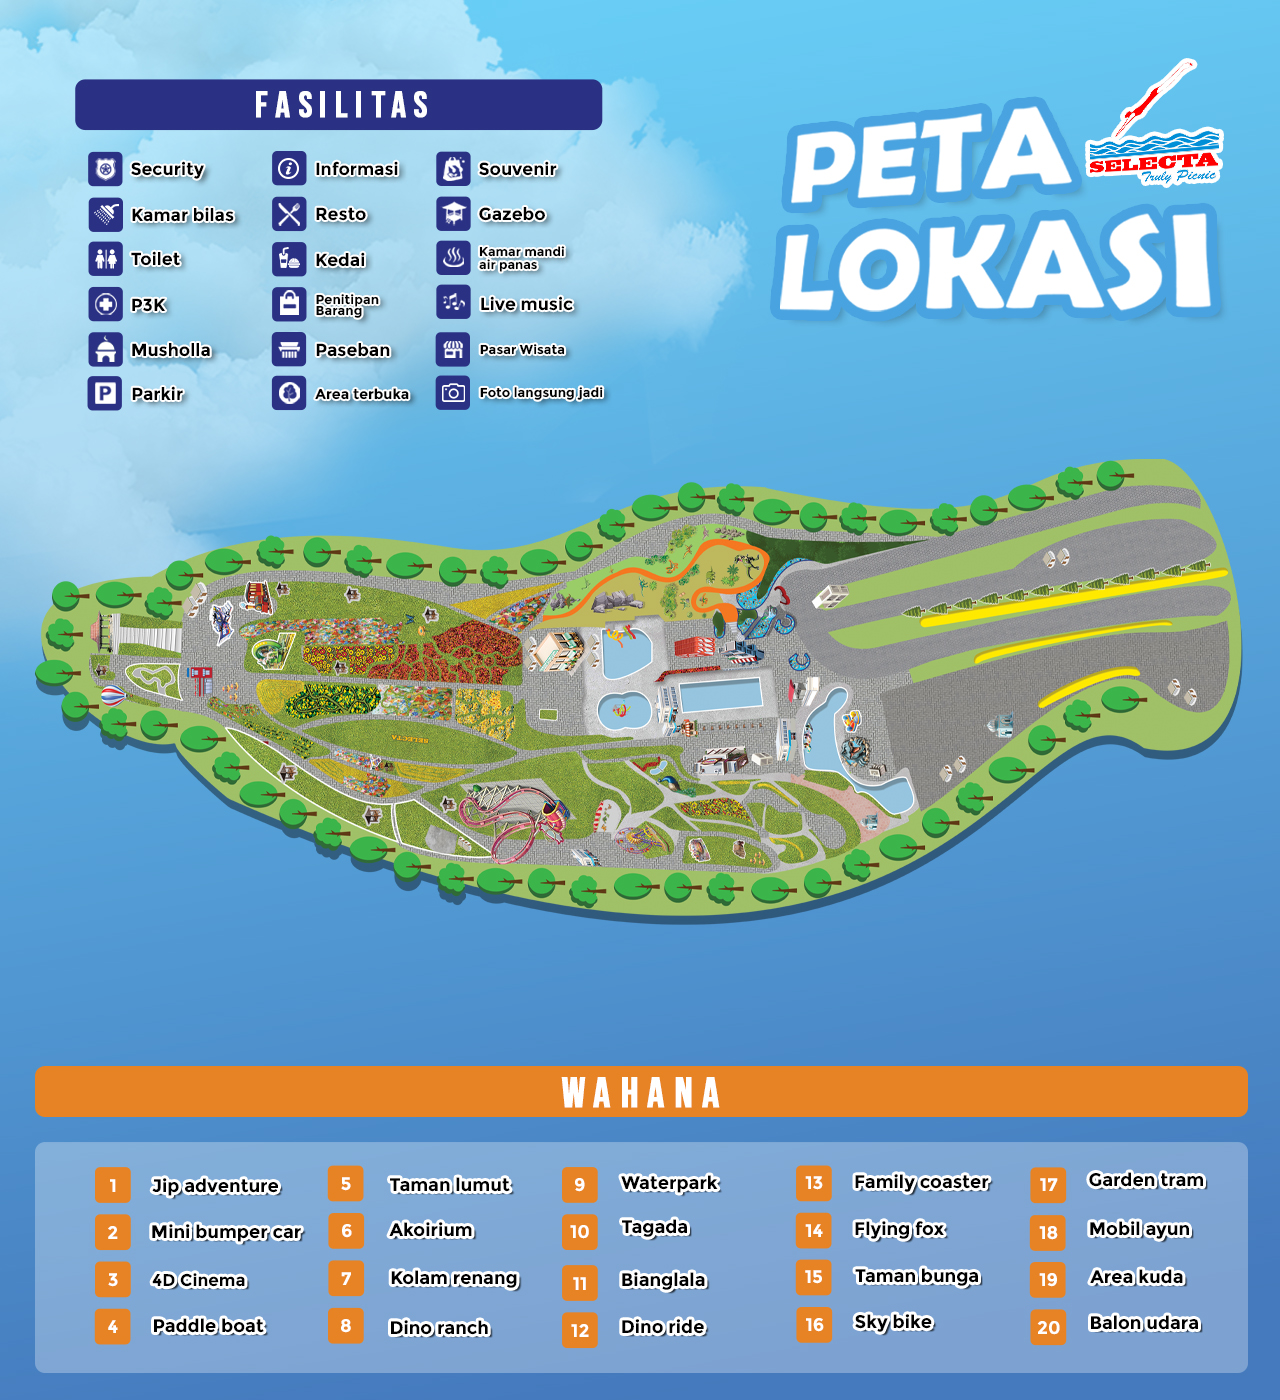 FASILITAS
PETA
LOKASI
SELECTA
Truly Picnic
Security
Kamar bilas
Toilet
P3K
Musholla
P
Parkir
Informasi
Resto
Kedai
Penitipan
Barang
Paseban
Area terbuka
Souvenir
Gazebo
Kamar mandi
air panas
Live music
Pasar Wisata
Foto langsung jadi
SELECTA
WAHANA
1 Jip adventure
2 Mini bumper car
3 4D Cinema
4 Paddle boat
5 Taman lumut
6 Akoirium
7 Kolam renang
8 Dino ranch
9 Waterpark
10 Tagada
11 Bianglala
12 Dino ride
13 Family coaster
14 Flying fox
15 Taman bunga
16 Sky bike
17 Garden tram
18 Mobil ayun
19 Area kuda
20 Balon udara